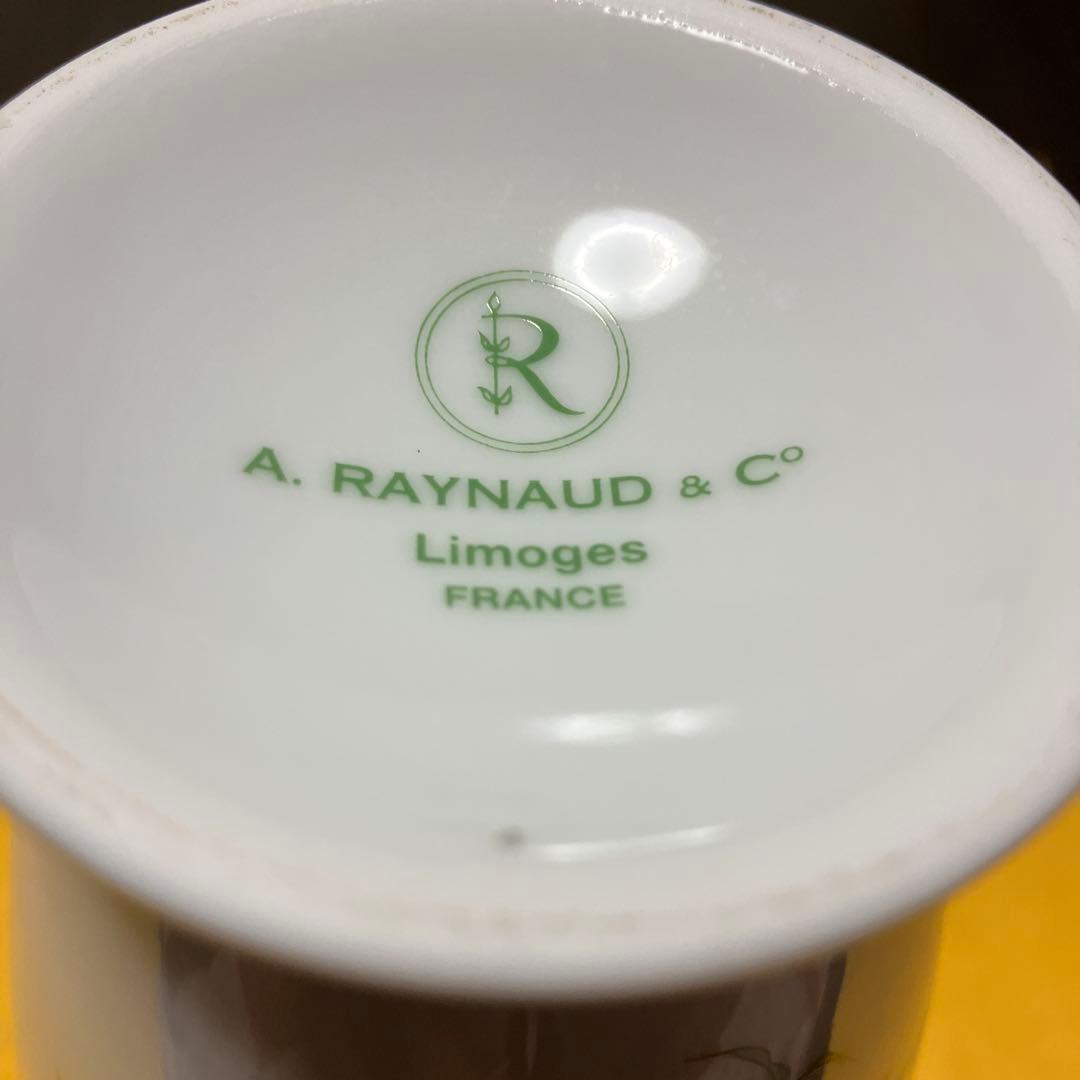 R
A. RAYNAUD & Cº
Limoges
FRANCE